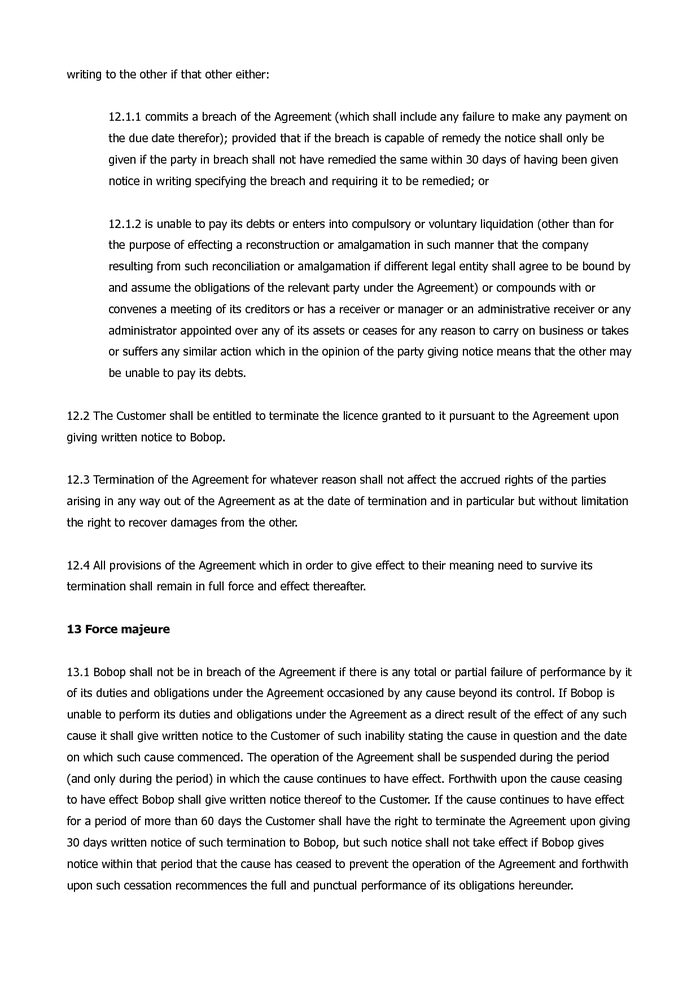 writing to the other if that other either:
12.1.1 commits a breach of the Agreement (which shall include any failure to make any payment on
the due date therefor); provided that if the breach is capable of remedy the notice shall only be
given if the party in breach shall not have remedied the same within 30 days of having been given
notice in writing specifying the breach and requiring it to be remedied; or
12.1.2 is unable to pay its debts or enters into compulsory or voluntary liquidation (other than for
the purpose of effecting a reconstruction or amalgamation in such manner that the company
resulting from such reconciliation or amalgamation if different legal entity shall agree to be bound by
and assume the obligations of the relevant party under the Agreement) or compounds with or
convenes a meeting of its creditors or has a receiver or manager or an administrative receiver or any
administrator appointed over any of its assets or ceases for any reason to carry on business or takes
or suffers any similar action which in the opinion of the party giving notice means that the other may
be unable to pay its debts.
12.2 The Customer shall be entitled to terminate the licence granted to it pursuant to the Agreement upon
giving written notice to Bobop.
12.3 Termination of the Agreement for whatever reason shall not affect the accrued rights of the parties
arising in any way out of the Agreement as at the date of termination and in particular but without limitation
the right to recover damages from the other.
12.4 All provisions of the Agreement which in order to give effect to their meaning need to survive its
termination shall remain in full force and effect thereafter.
13 Force majeure
13.1 Bobop shall not be in breach of the Agreement if there is any total or partial failure of performance by it
of its duties and obligations under the Agreement occasioned by any cause beyond its control. If Bobop is
unable to perform its duties and obligations under the Agreement as a direct result of the effect of any such
cause it shall give written notice to the Customer of such inability stating the cause in question and the date
on which such cause commenced. The operation of the Agreement shall be suspended during the period
(and only during the period) in which the cause continues to have effect. Forthwith upon the cause ceasing
to have effect Bobop shall give written notice thereof to the Customer. If the cause continues to have effect
for a period of more than 60 days the Customer shall have the right to terminate the Agreement upon giving
30 days written notice of such termination to Bobop, but such notice shall not take effect if Bobop gives
notice within that period that the cause has ceased to prevent the operation of the Agreement and forthwith
upon such cessation recommences the full and punctual performance of its obligations hereunder.